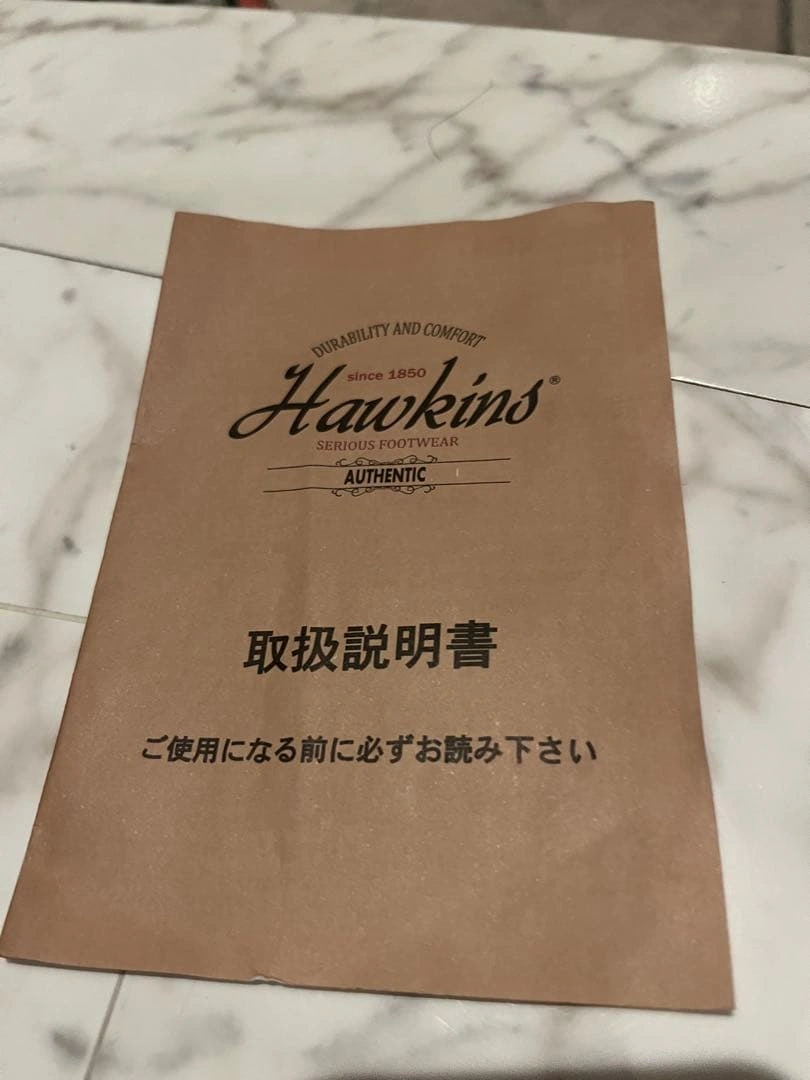 DURABILITY AND COMFORT
since 1850
Hawkins®
SERIOUS FOOTWEAR
AUTHENTIC
取扱説明書
ご使用になる前に必ずお読み下さい